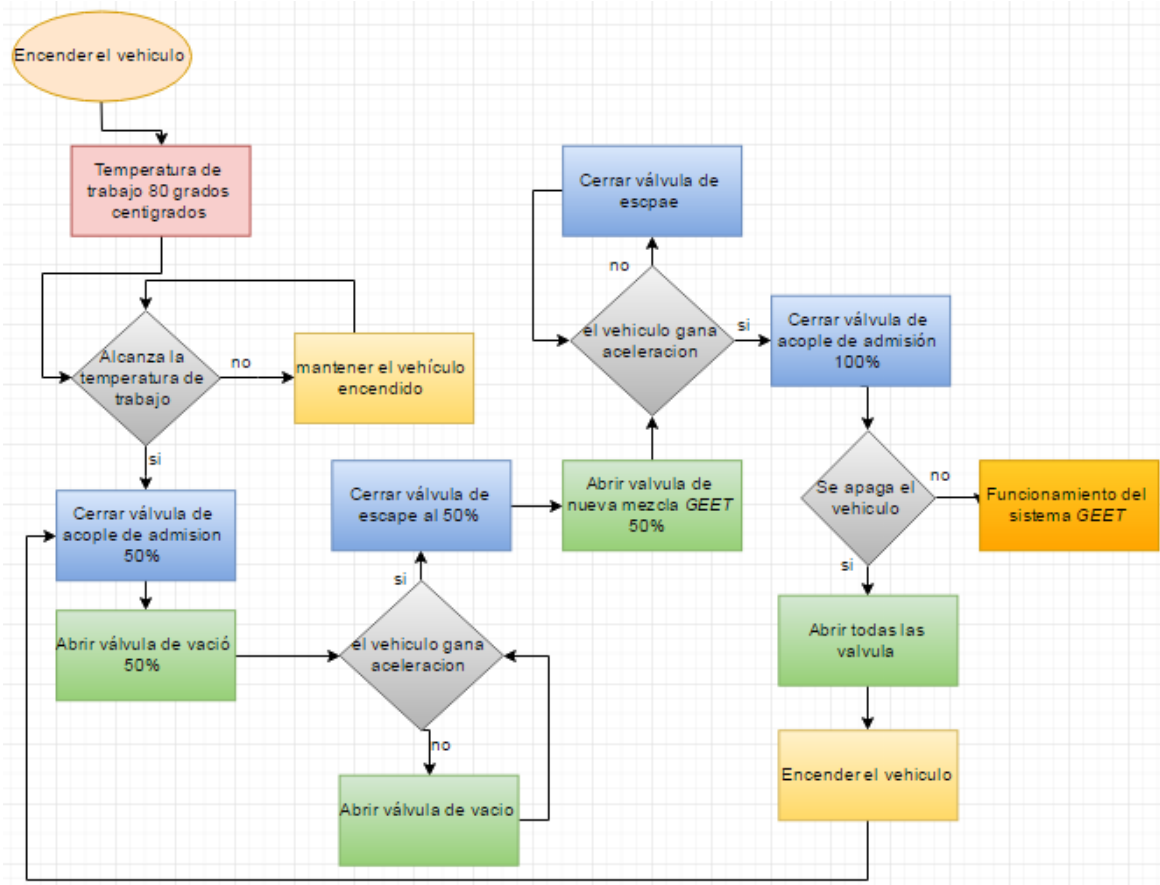 Encender el vehiculo
Temperatura de
trabajo 80 grados
centigrados
Alcanza la
temperatura de
trabajo
no
mantener el vehículo
encendido
si
Cerrar válvula de
acople de admision
50%
Abrir válvula de vació
50%
el vehiculo gana
aceleracion
no
Abrir válvula de vacio
si
Cerrar válvula de
escape al 50%
Abrir valvula de
nueva mezcla GEET
50%
el vehiculo gana
aceleracion
no
Cerrar válvula de
escpae
si
Cerrar válvula de
acople de admisión
100%
Se apaga el
vehiculo
no
Funcionamiento del
sistema GEET
si
Abrir todas las
valvula
Encender el vehiculo